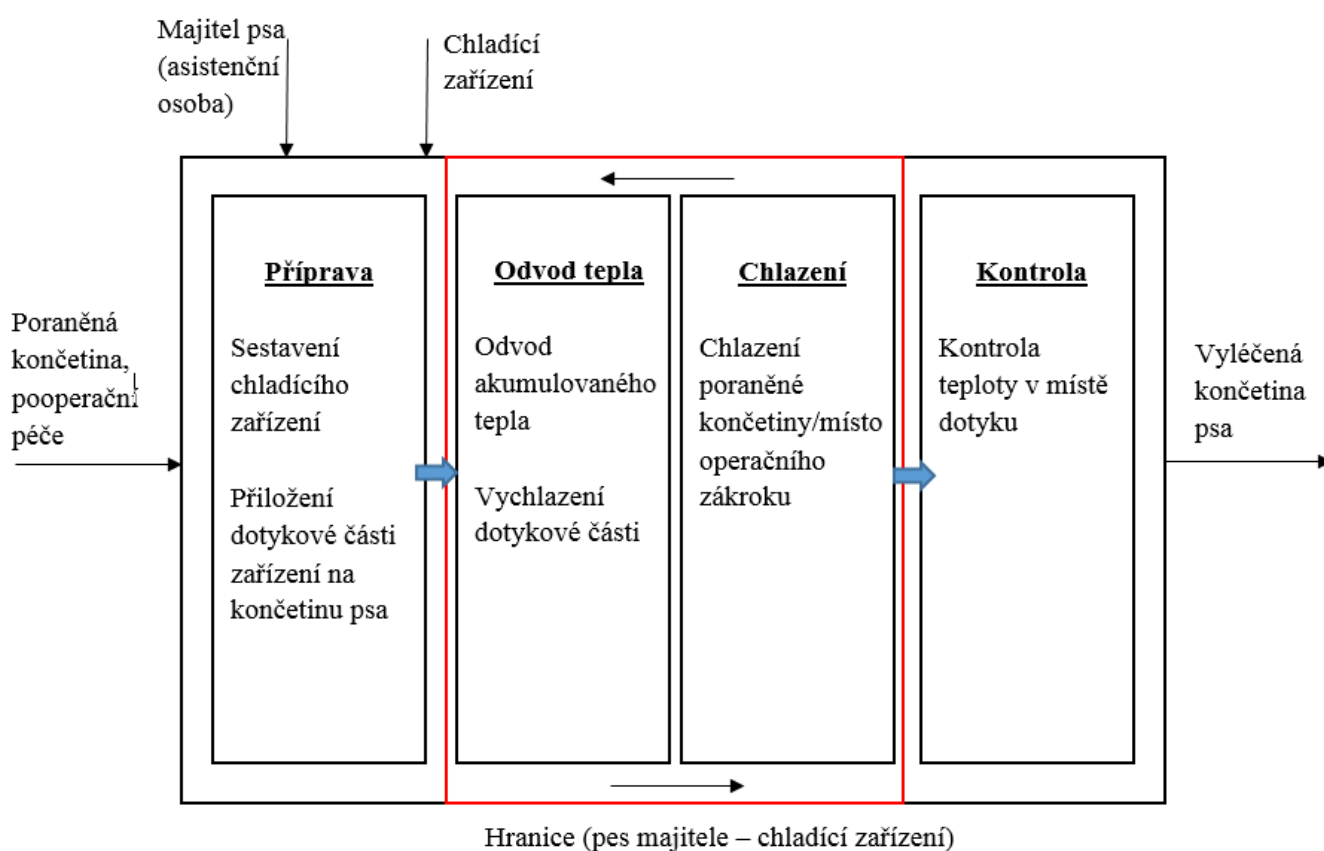 Majitel psa
(asistenční
osoba)
Chladící
zařízení
Poraněná
končetina,
pooperační
péče
Příprava
Sestavení
chladícího
zařízení
Přiložení
dotykové části
zařízení na
končetinu psa
Odvod tepla
Odvod
akumulovaného
tepla
Vychlazení
dotykové části
Chlazení
Chlazení
poraněné
končetiny/místo
operačního
zákroku
Kontrola
Kontrola
teploty v místě
dotyku
Vyléčená
končetina
psa
Hranice (pes majitele – chladící zařízení)